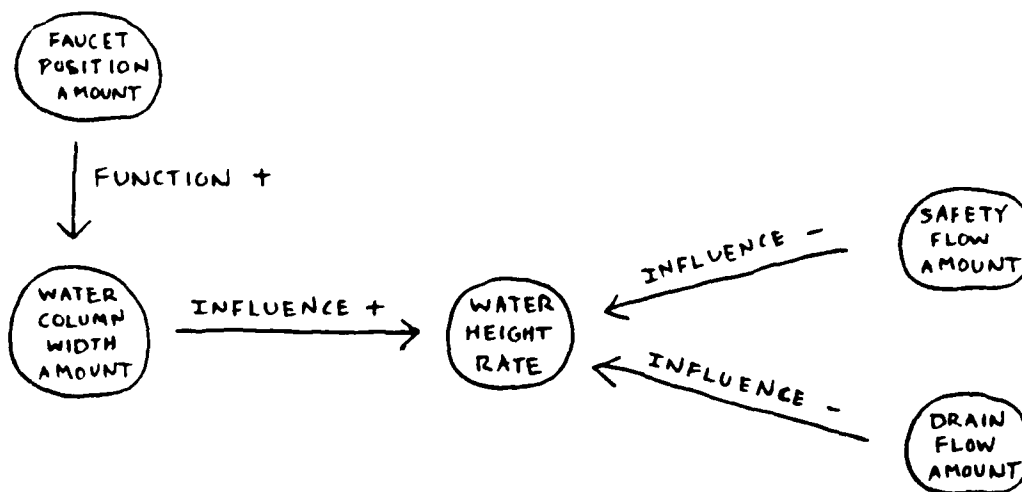 FAUCET
POSITION
AMOUNT
FUNCTION +
WATER
COLUMN
WIDTH
AMOUNT
INFLUENCE +
WATER
HEIGHT
RATE
INFLUENCE -
SAFETY
FLOW
AMOUNT
INFLUENCE -
DRAIN
FLOW
AMOUNT